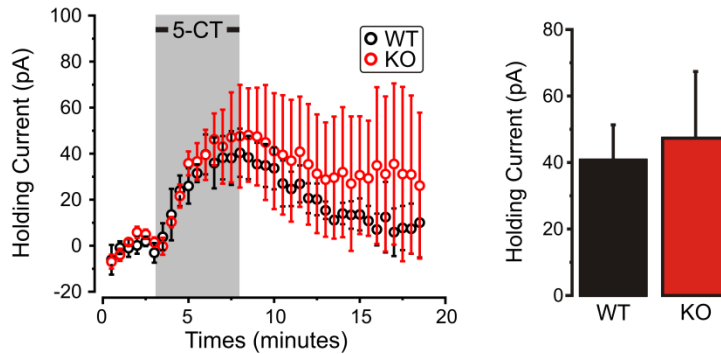 Holding Current (pA)
100
80
60
40
20
0
-20
5-CT
WT
KO
0
5
10
15
20
Times (minutes)
Holding Current (pA)
80
60
40
20
0
WT
KO